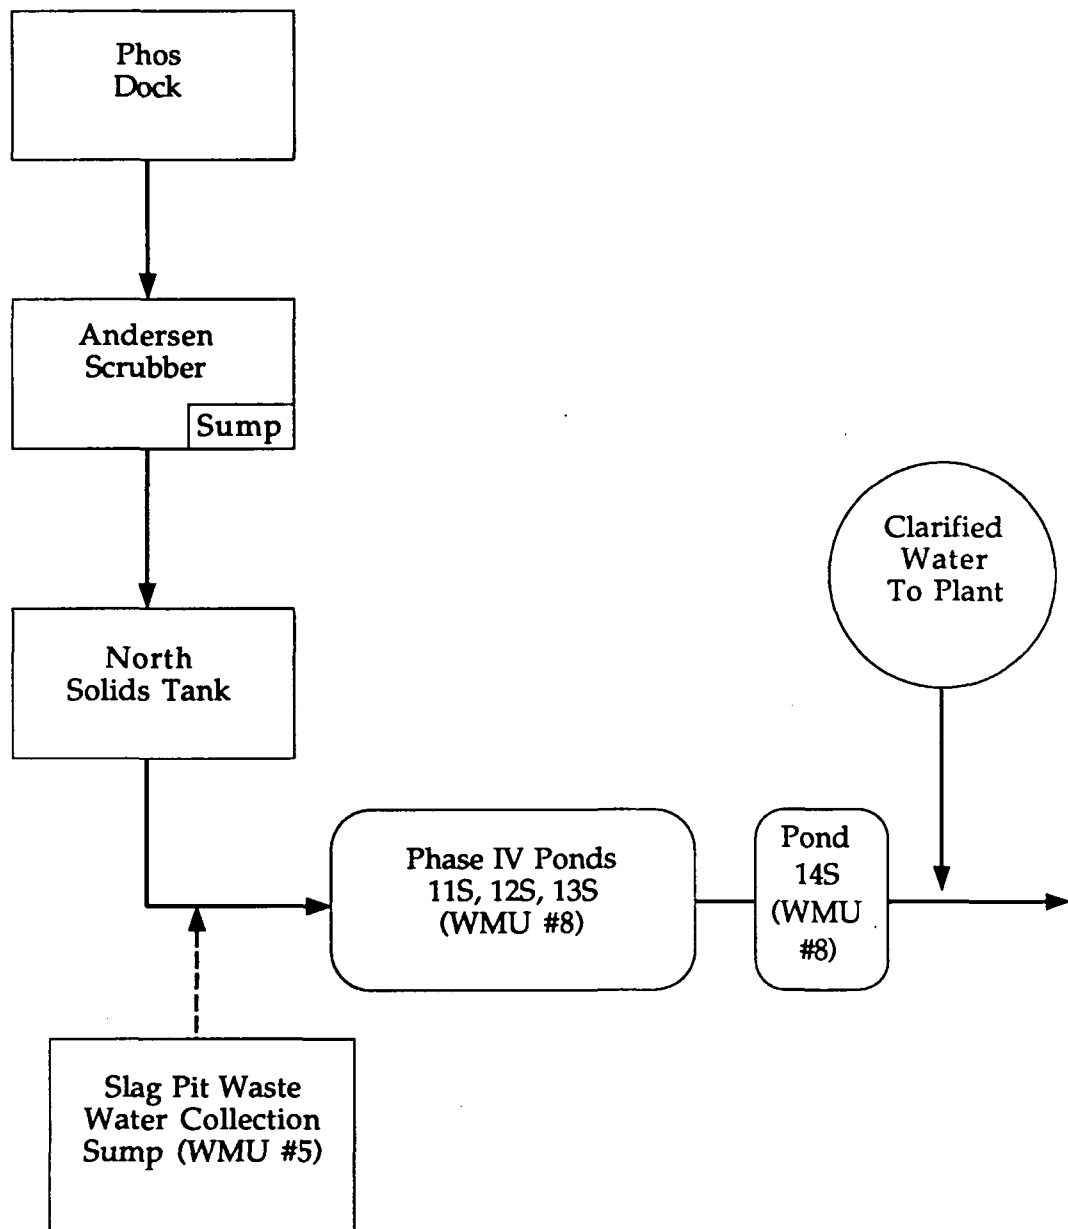 Phos
Dock
Andersen
Scrubber
Sump
Clarified
Water
To Plant
North
Solids Tank
Phase IV Ponds
11S, 12S, 13S
(WMU #8)
Pond
14S
(WMU
#8)
Slag Pit Waste
Water Collection
Sump (WMU #5)